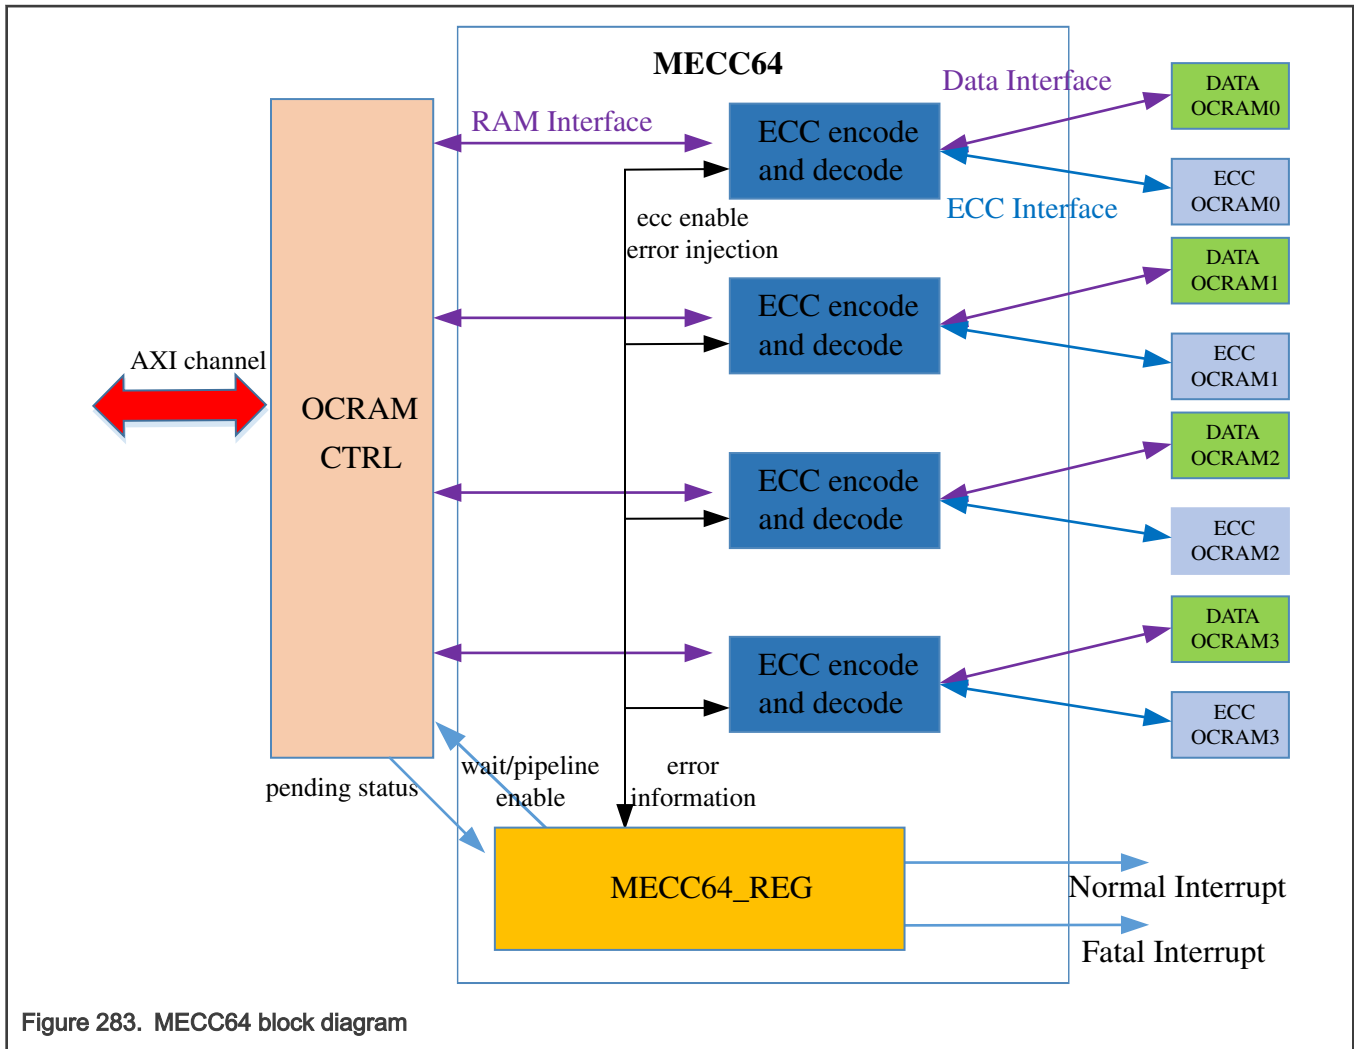 MECC64
Data Interface
DATA
OCRAM0
RAM Interface
ECC encode
and decode
ECC
OCRAM0
ECC Interface
ecc enable
error injection
DATA
OCRAM1
ECC encode
and decode
ECC
OCRAM1
AXI channel
OCRAM
CTRL
DATA
OCRAM2
ECC encode
and decode
ECC
OCRAM2
DATA
OCRAM3
ECC encode
and decode
ECC
OCRAM3
pending status
wait/pipeline
enable
error
information
MECC64_REG
Normal Interrupt
Fatal Interrupt
Figure 283. MECC64 block diagram